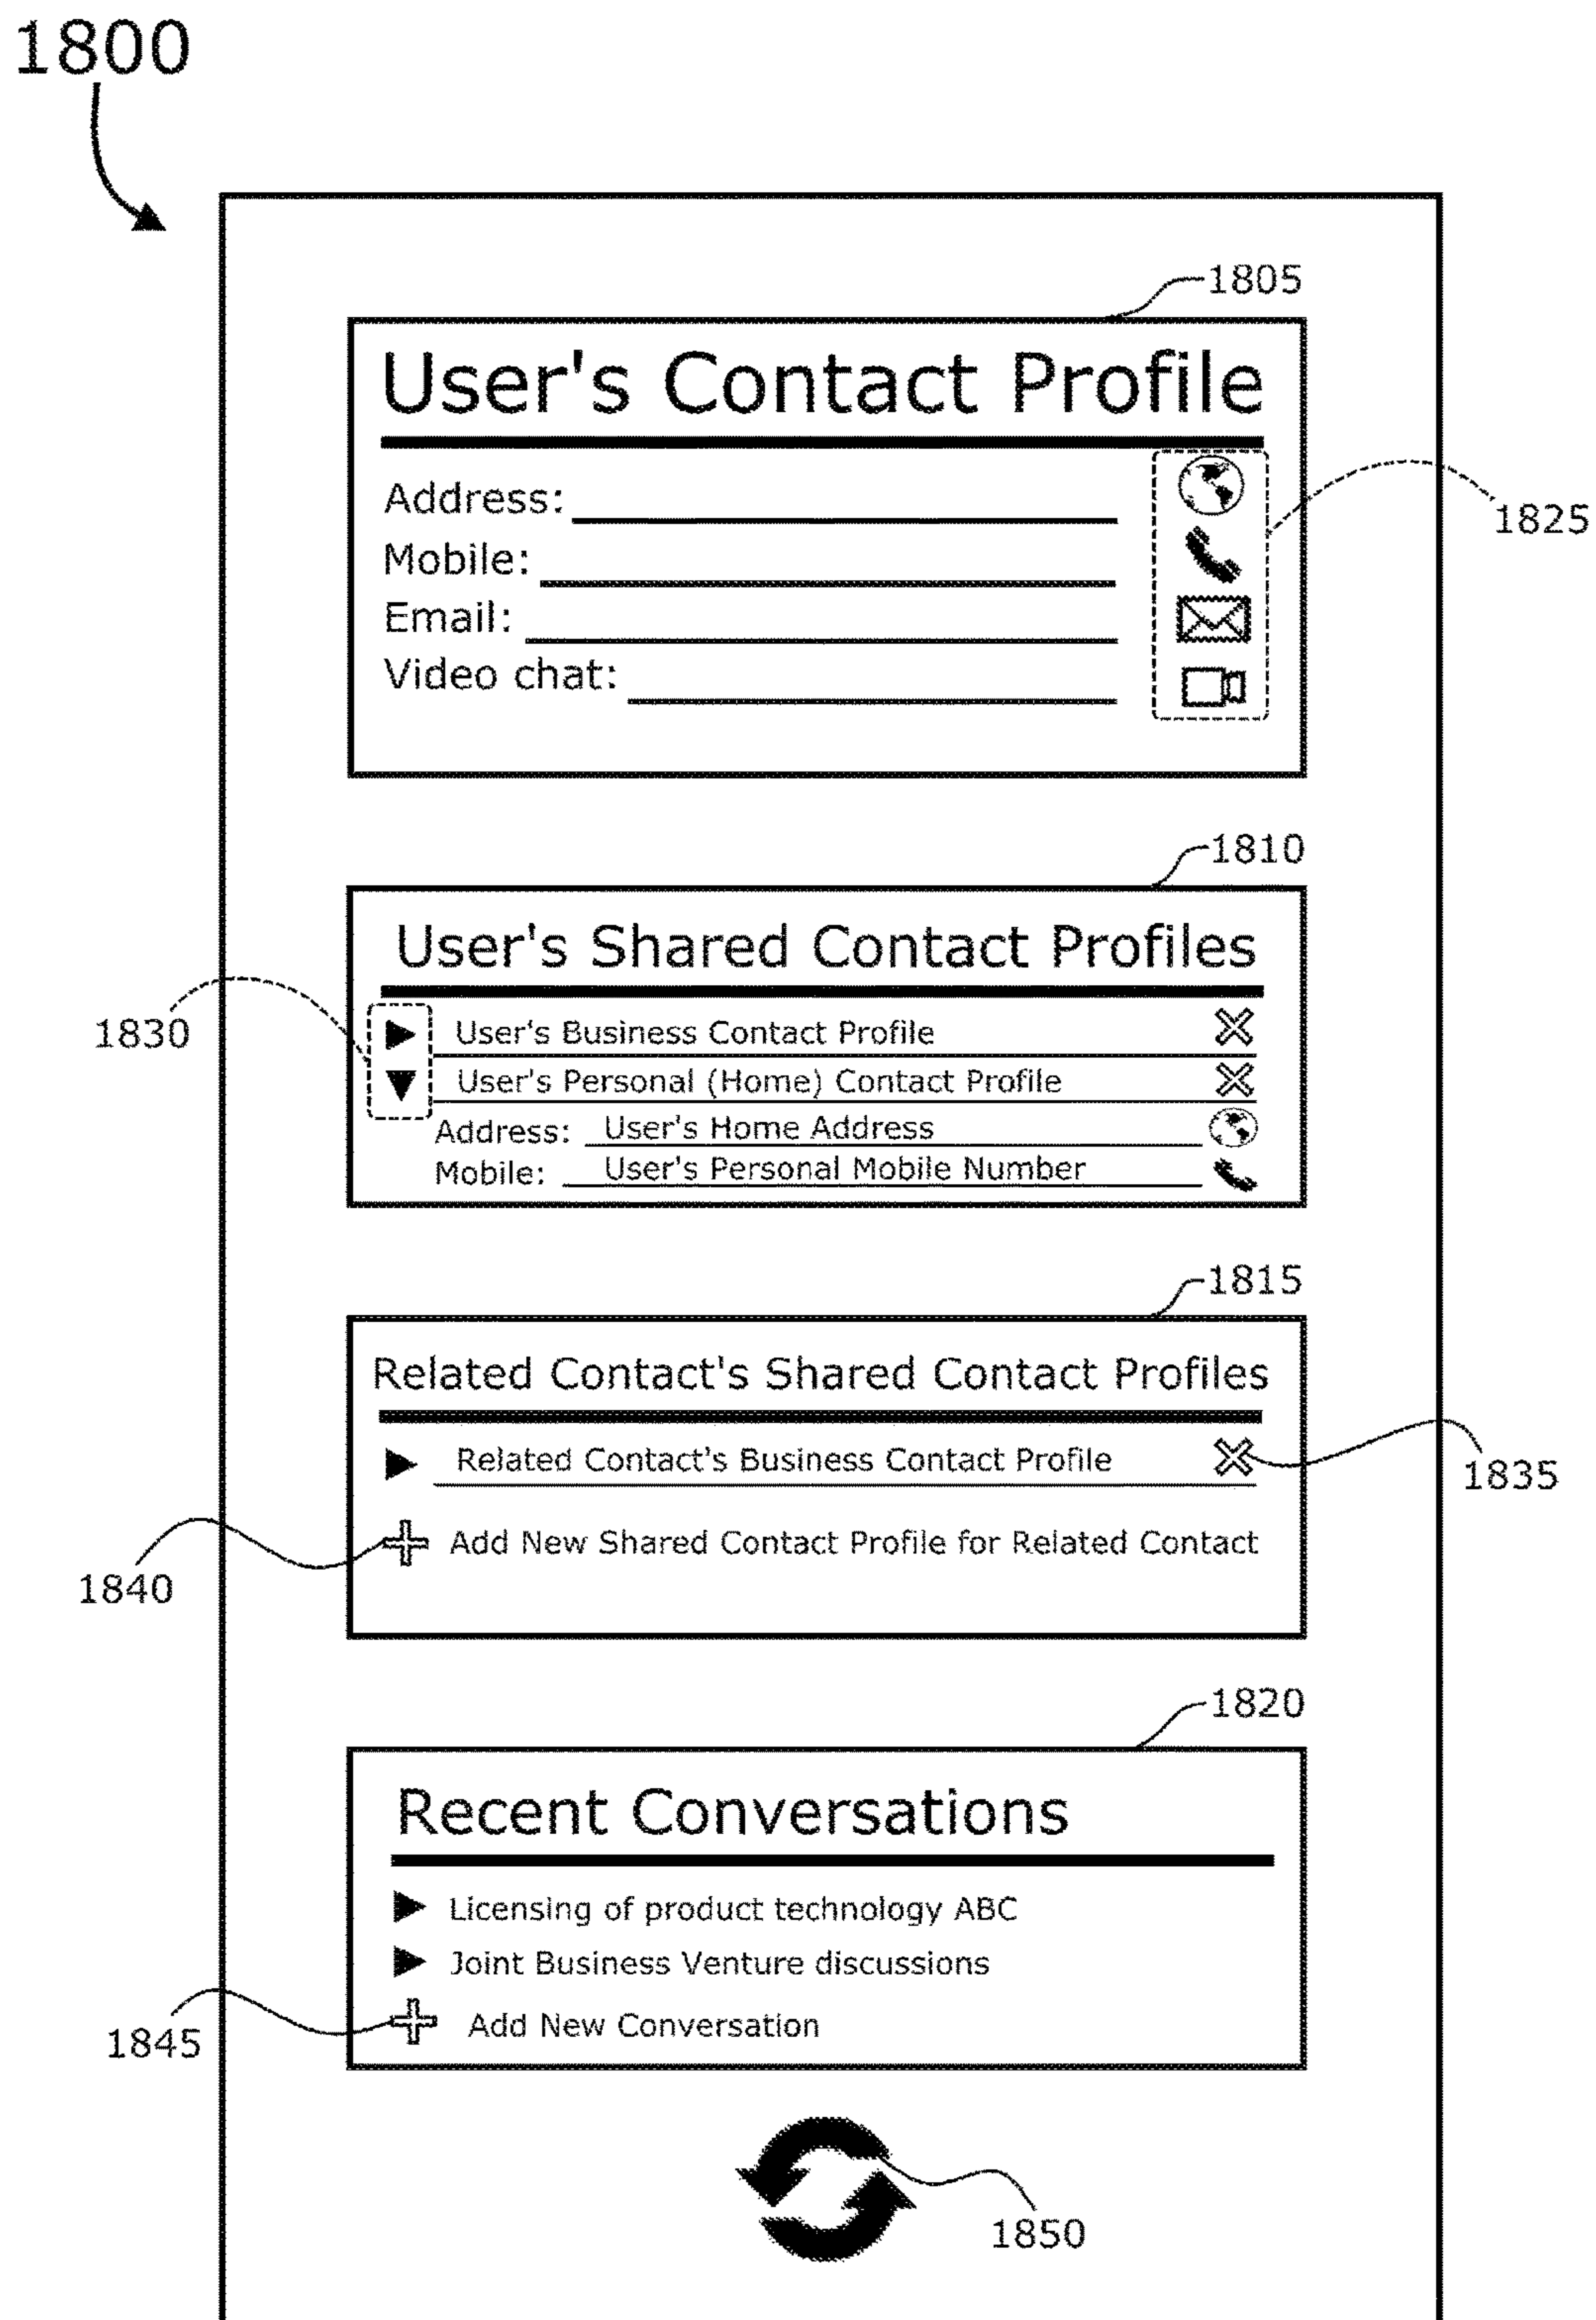 1800
1805
User's Contact Profile
Address:
1825
Mobile:
Email:
Video chat:
1810
User's Shared Contact Profiles
1830
User's Business Contact Profile
User's Personal (Home) Contact Profile
Address: User's Home Address
Mobile: User's Personal Mobile Number
1815
Related Contact's Shared Contact Profiles
Related Contact's Business Contact Profile
1835
Add New Shared Contact Profile for Related Contact
1840
1820
Recent Conversations
Licensing of product technology ABC
Joint Business Venture discussions
Add New Conversation
1845
1850